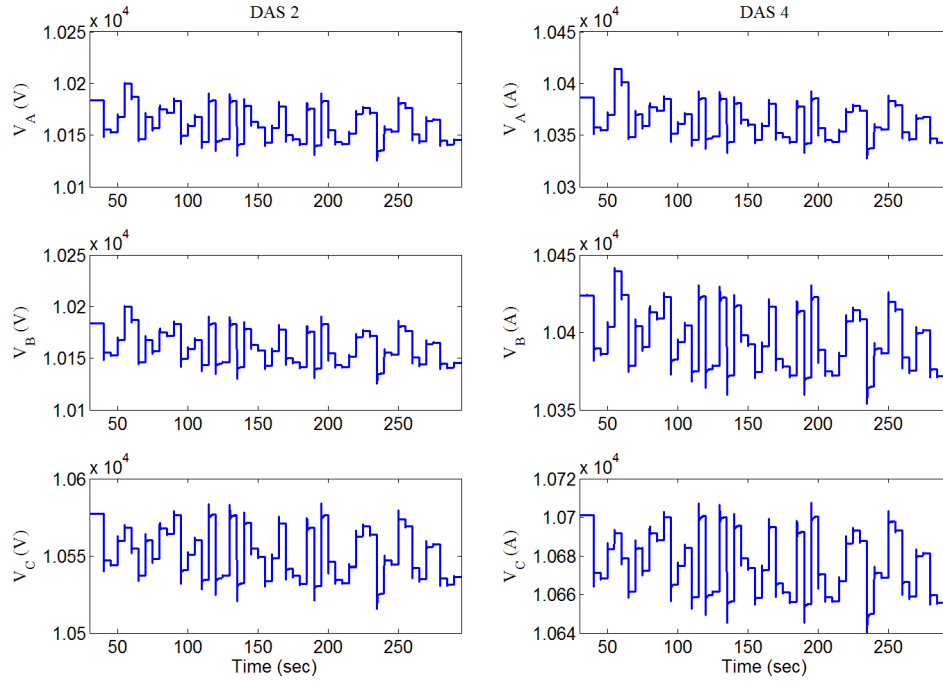 DAS 2
DAS 4
x 10^4
x 10^4
1.025
1.02
1.015
1.01
V_A (V)
50 100 150 200 250
1.045
1.04
1.035
1.03
V_A (A)
50 100 150 200 250
x 10^4
x 10^4
1.025
1.02
1.015
1.01
V_B (V)
50 100 150 200 250
1.045
1.04
1.035
V_B (A)
50 100 150 200 250
x 10^4
x 10^4
1.06
1.055
1.05
V_C (V)
50 100 150 200 250
Time (sec)
1.072
1.07
1.068
1.066
1.064
V_C (A)
50 100 150 200 250
Time (sec)